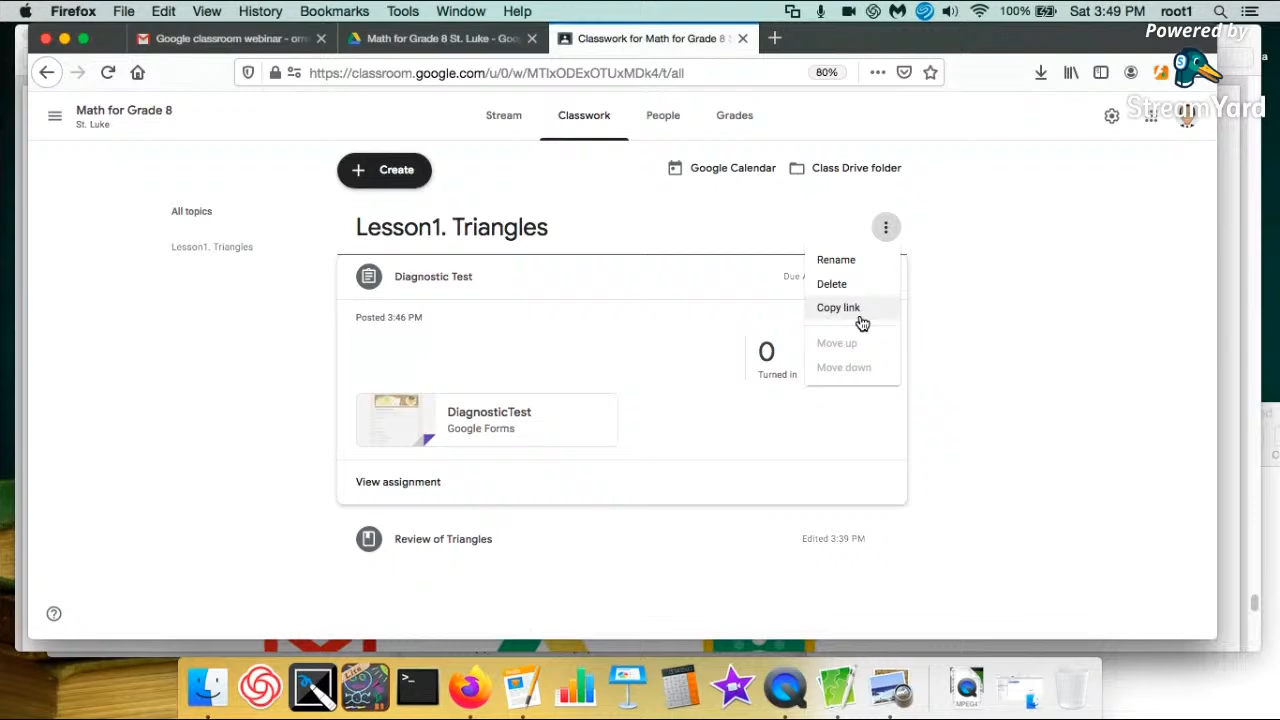 Firefox File Edit View History Bookmarks Tools Window Help 100% Sat 3:49 PM root1
Powered by
StreamYard
Google classroom webinar - omr
Math for Grade 8 St. Luke - Goo
Classwork for Math for Grade 8 S
https://classroom.google.com/u/0/w/MTIxODExOTUxMDk4/t/all
80%
Math for Grade 8
St. Luke
Stream
Classwork
People
Grades
Create
Google Calendar
Class Drive folder
All topics
Lesson1. Triangles
Lesson1. Triangles
Rename
Delete
Copy link
Move up
Move down
Diagnostic Test
Due
Posted 3:46 PM
0
Turned in
DiagnosticTest
Google Forms
View assignment
Review of Triangles
Edited 3:39 PM
MPEG4